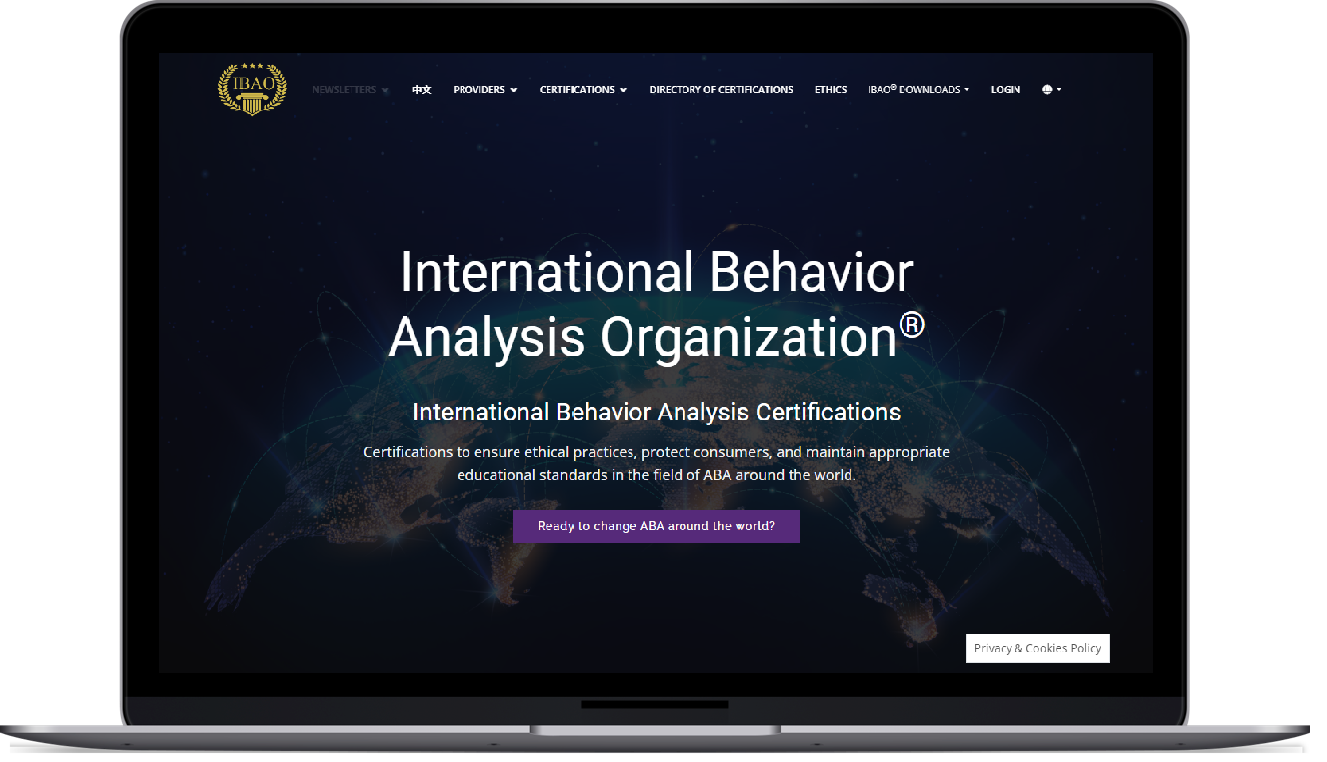 IBAO
NEWSLETTERS 中文 PROVIDERS CERTIFICATIONS DIRECTORY OF CERTIFICATIONS ETHICS IBAO® DOWNLOADS LOGIN
International Behavior
Analysis Organization®
International Behavior Analysis Certifications
Certifications to ensure ethical practices, protect consumers, and maintain appropriate
educational standards in the field of ABA around the world.
Ready to change ABA around the world?
Privacy & Cookies Policy